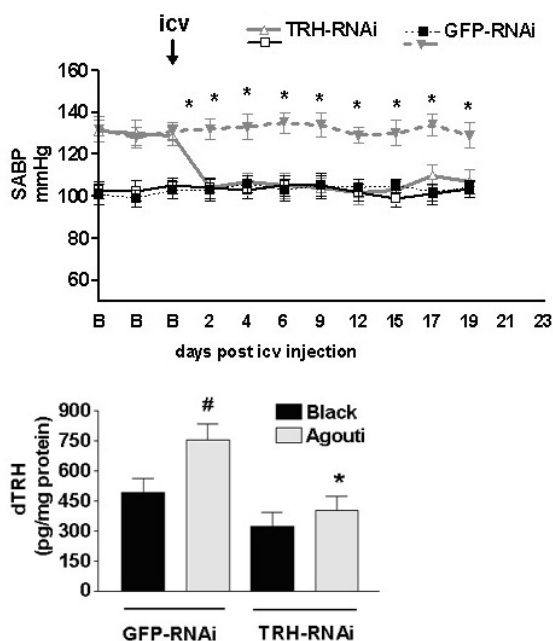 icv
TRH-RNAi GFP-RNAi
160
* * * * * * * * *
140
120
100
80
60
SABP
mmHg
B B B 2 4 6 9 12 15 17 19 21 23
days post icv injection
900
750
600
450
300
150
0
dTRH
(pg/mg protein)
#
*
Black
Agouti
GFP-RNAi TRH-RNAi